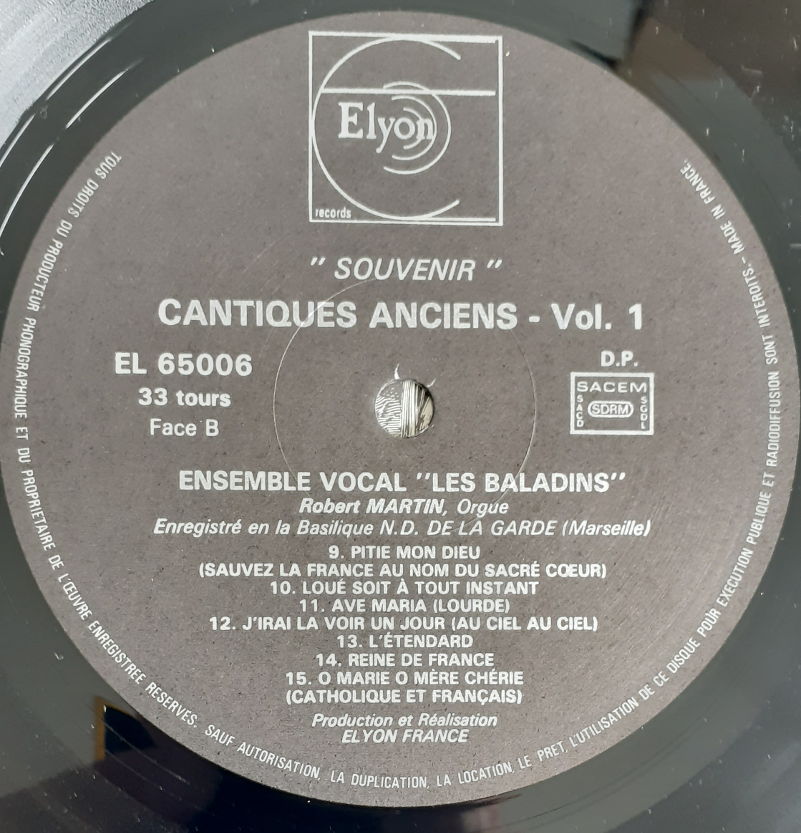 Elyon
records
" SOUVENIR "
CANTIQUES ANCIENS - Vol. 1
EL 65006
33 tours
Face B
D.P.
SACEM
SACD
SDRM
SGDL
ENSEMBLE VOCAL "LES BALADINS"
Robert MARTIN, Orgue
Enregistré en la Basilique N.D. DE LA GARDE (Marseille)
9. PITIE MON DIEU
(SAUVEZ LA FRANCE AU NOM DU SACRÉ CŒUR)
10. LOUÉ SOIT À TOUT INSTANT
11. AVE MARIA (LOURDE)
12. J'IRAI LA VOIR UN JOUR (AU CIEL AU CIEL)
13. L'ÉTENDARD
14. REINE DE FRANCE
15. O MARIE O MÈRE CHÉRIE
(CATHOLIQUE ET FRANÇAIS)
Production et Réalisation
ELYON FRANCE
TOUS DROITS DU PRODUCTEUR PHONOGRAPHIQUE ET DU PROPRIETAIRE DE L'ŒUVRE ENREGISTREE RESERVES. SAUF AUTORISATION, LA DUPLICATION, LA LOCATION, LE PRET, L'UTILISATION DE CE DISQUE POUR EXECUTION PUBLIQUE ET RADIODIFFUSION SONT INTERDITS. - MADE IN FRANCE.